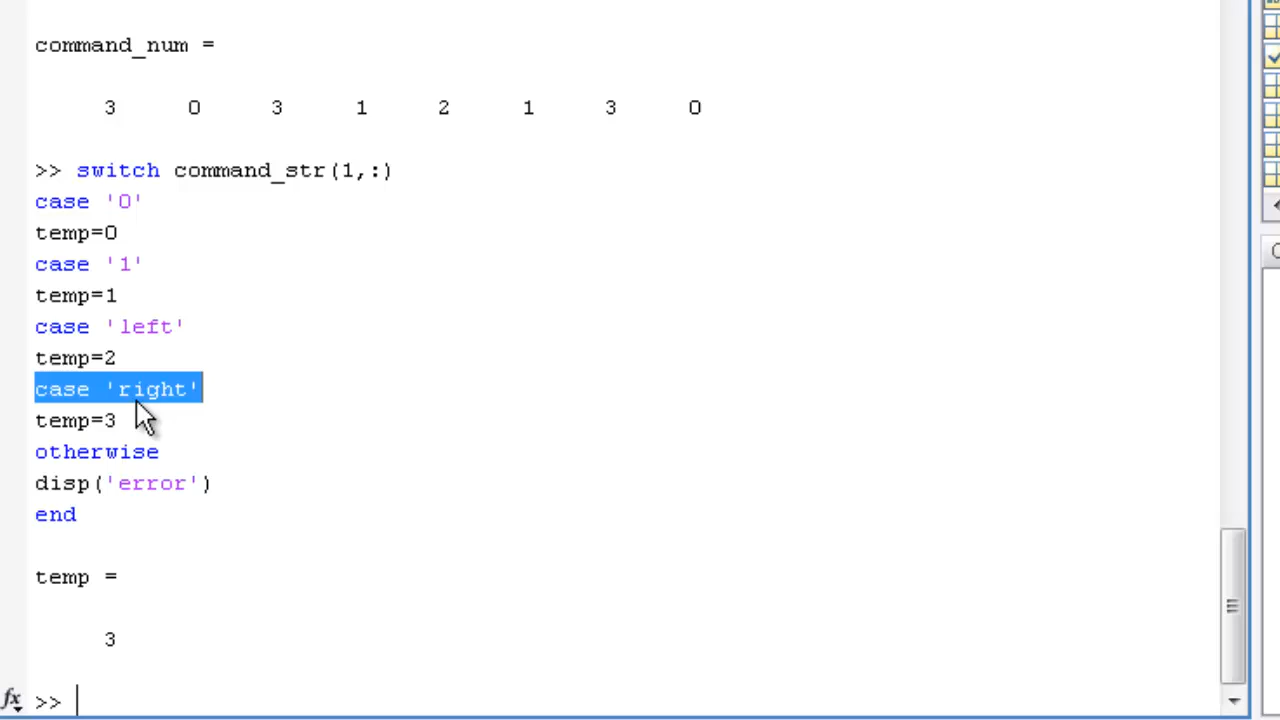 command_num =
3 0 3 1 2 1 3 0
>> switch command_str(1,:)
case '0'
temp=0
case '1'
temp=1
case 'left'
temp=2
case 'right'
temp=3
otherwise
disp('error')
end
temp =
3
fx >>